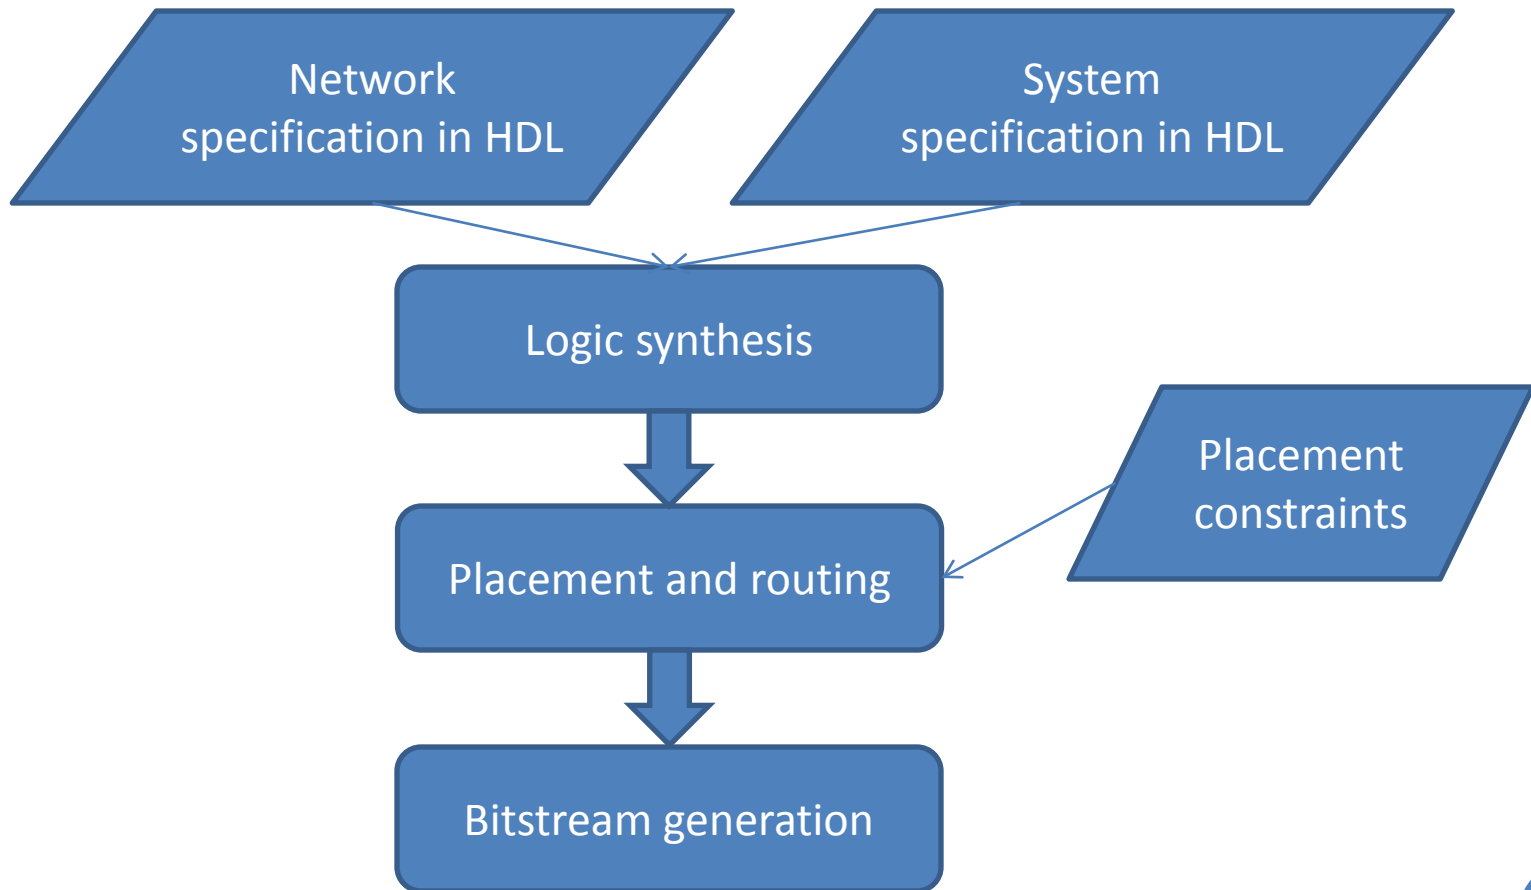 Network
specification in HDL
System
specification in HDL
Logic synthesis
Placement
constraints
Placement and routing
Bitstream generation